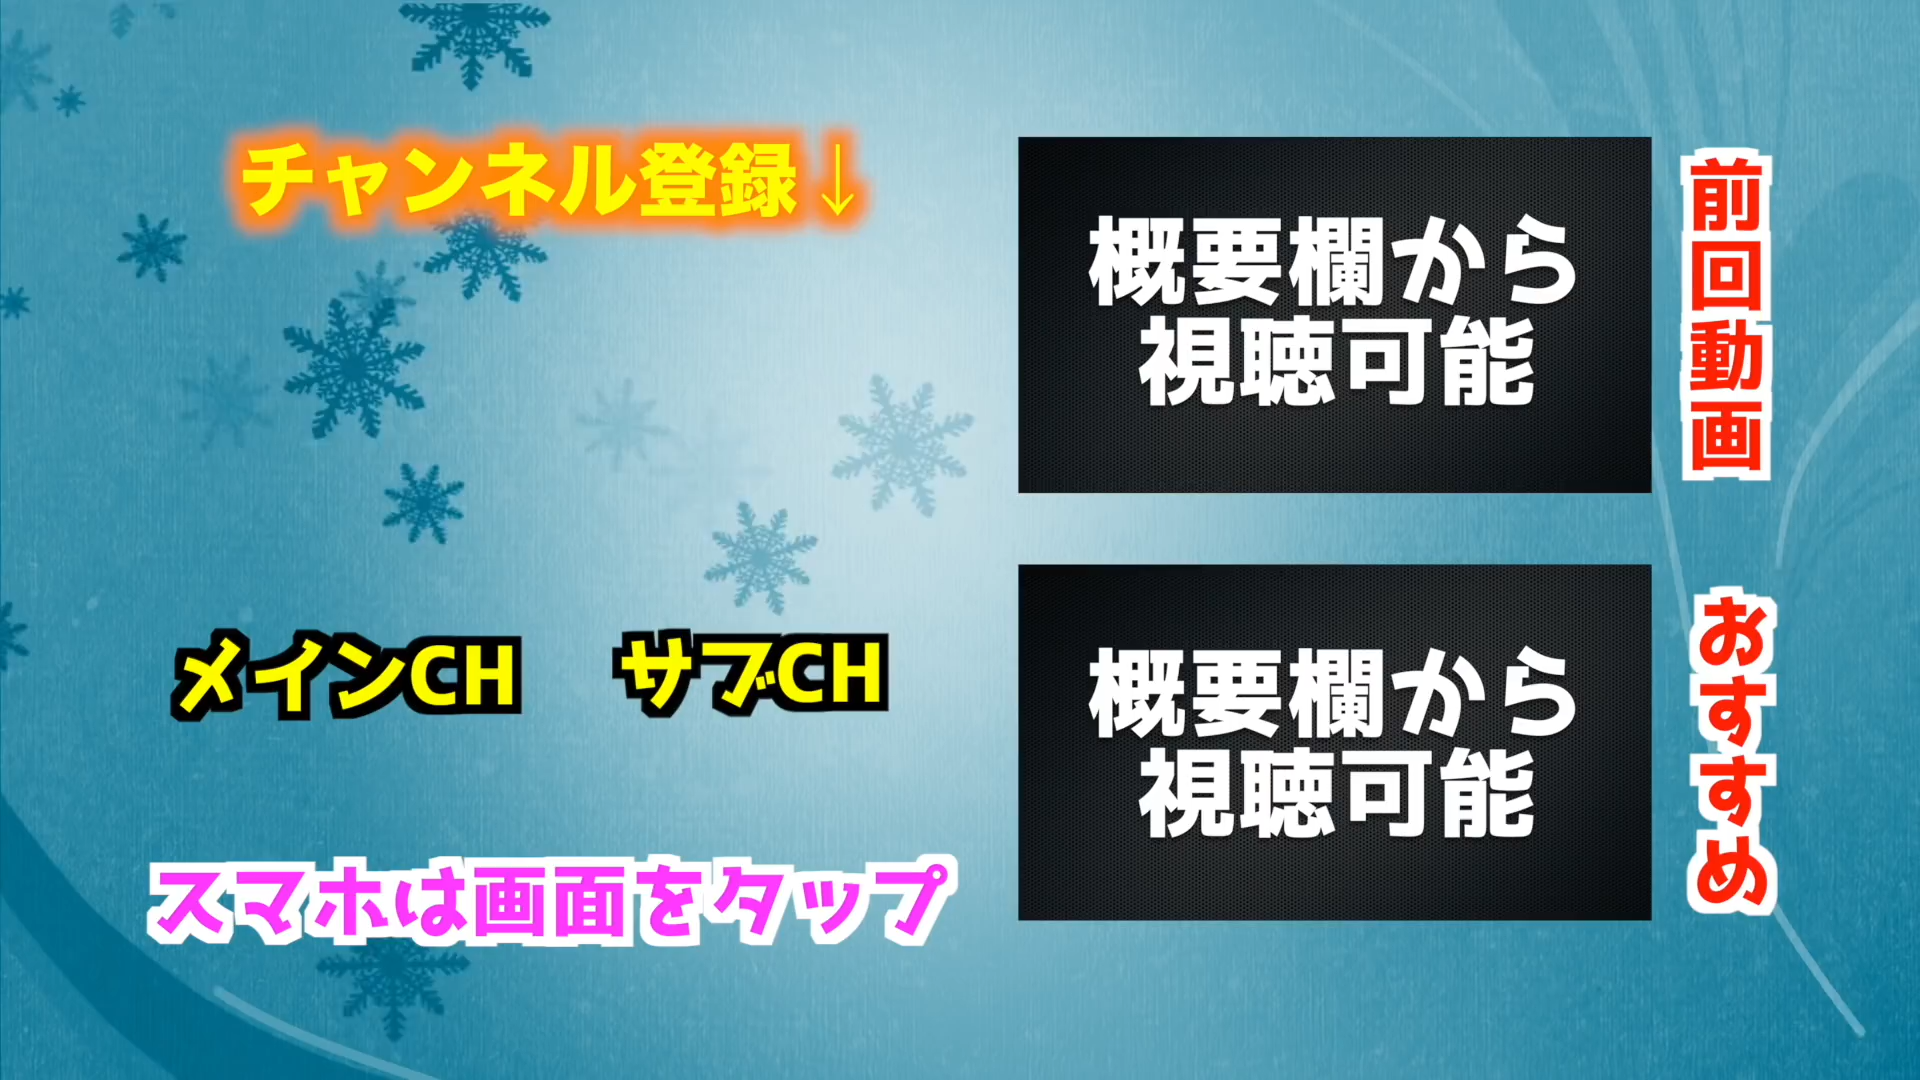 チャンネル登録↓
メインCH
サブCH
スマホは画面をタップ
概要欄から
視聴可能
前回動画
概要欄から
視聴可能
おすすめ